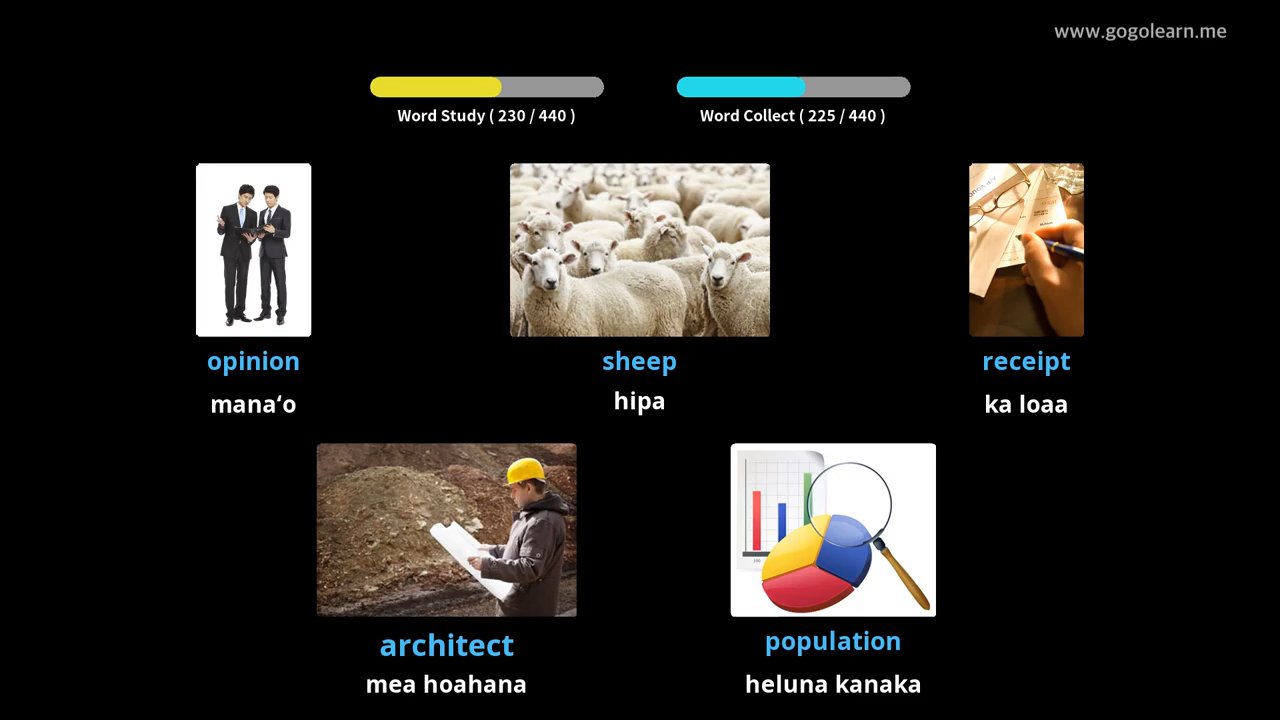 www.gogolearn.me
Word Study ( 230 / 440 )
Word Collect ( 225 / 440 )
opinion
manaʻo
sheep
hipa
receipt
ka loaa
architect
mea hoahana
population
heluna kanaka